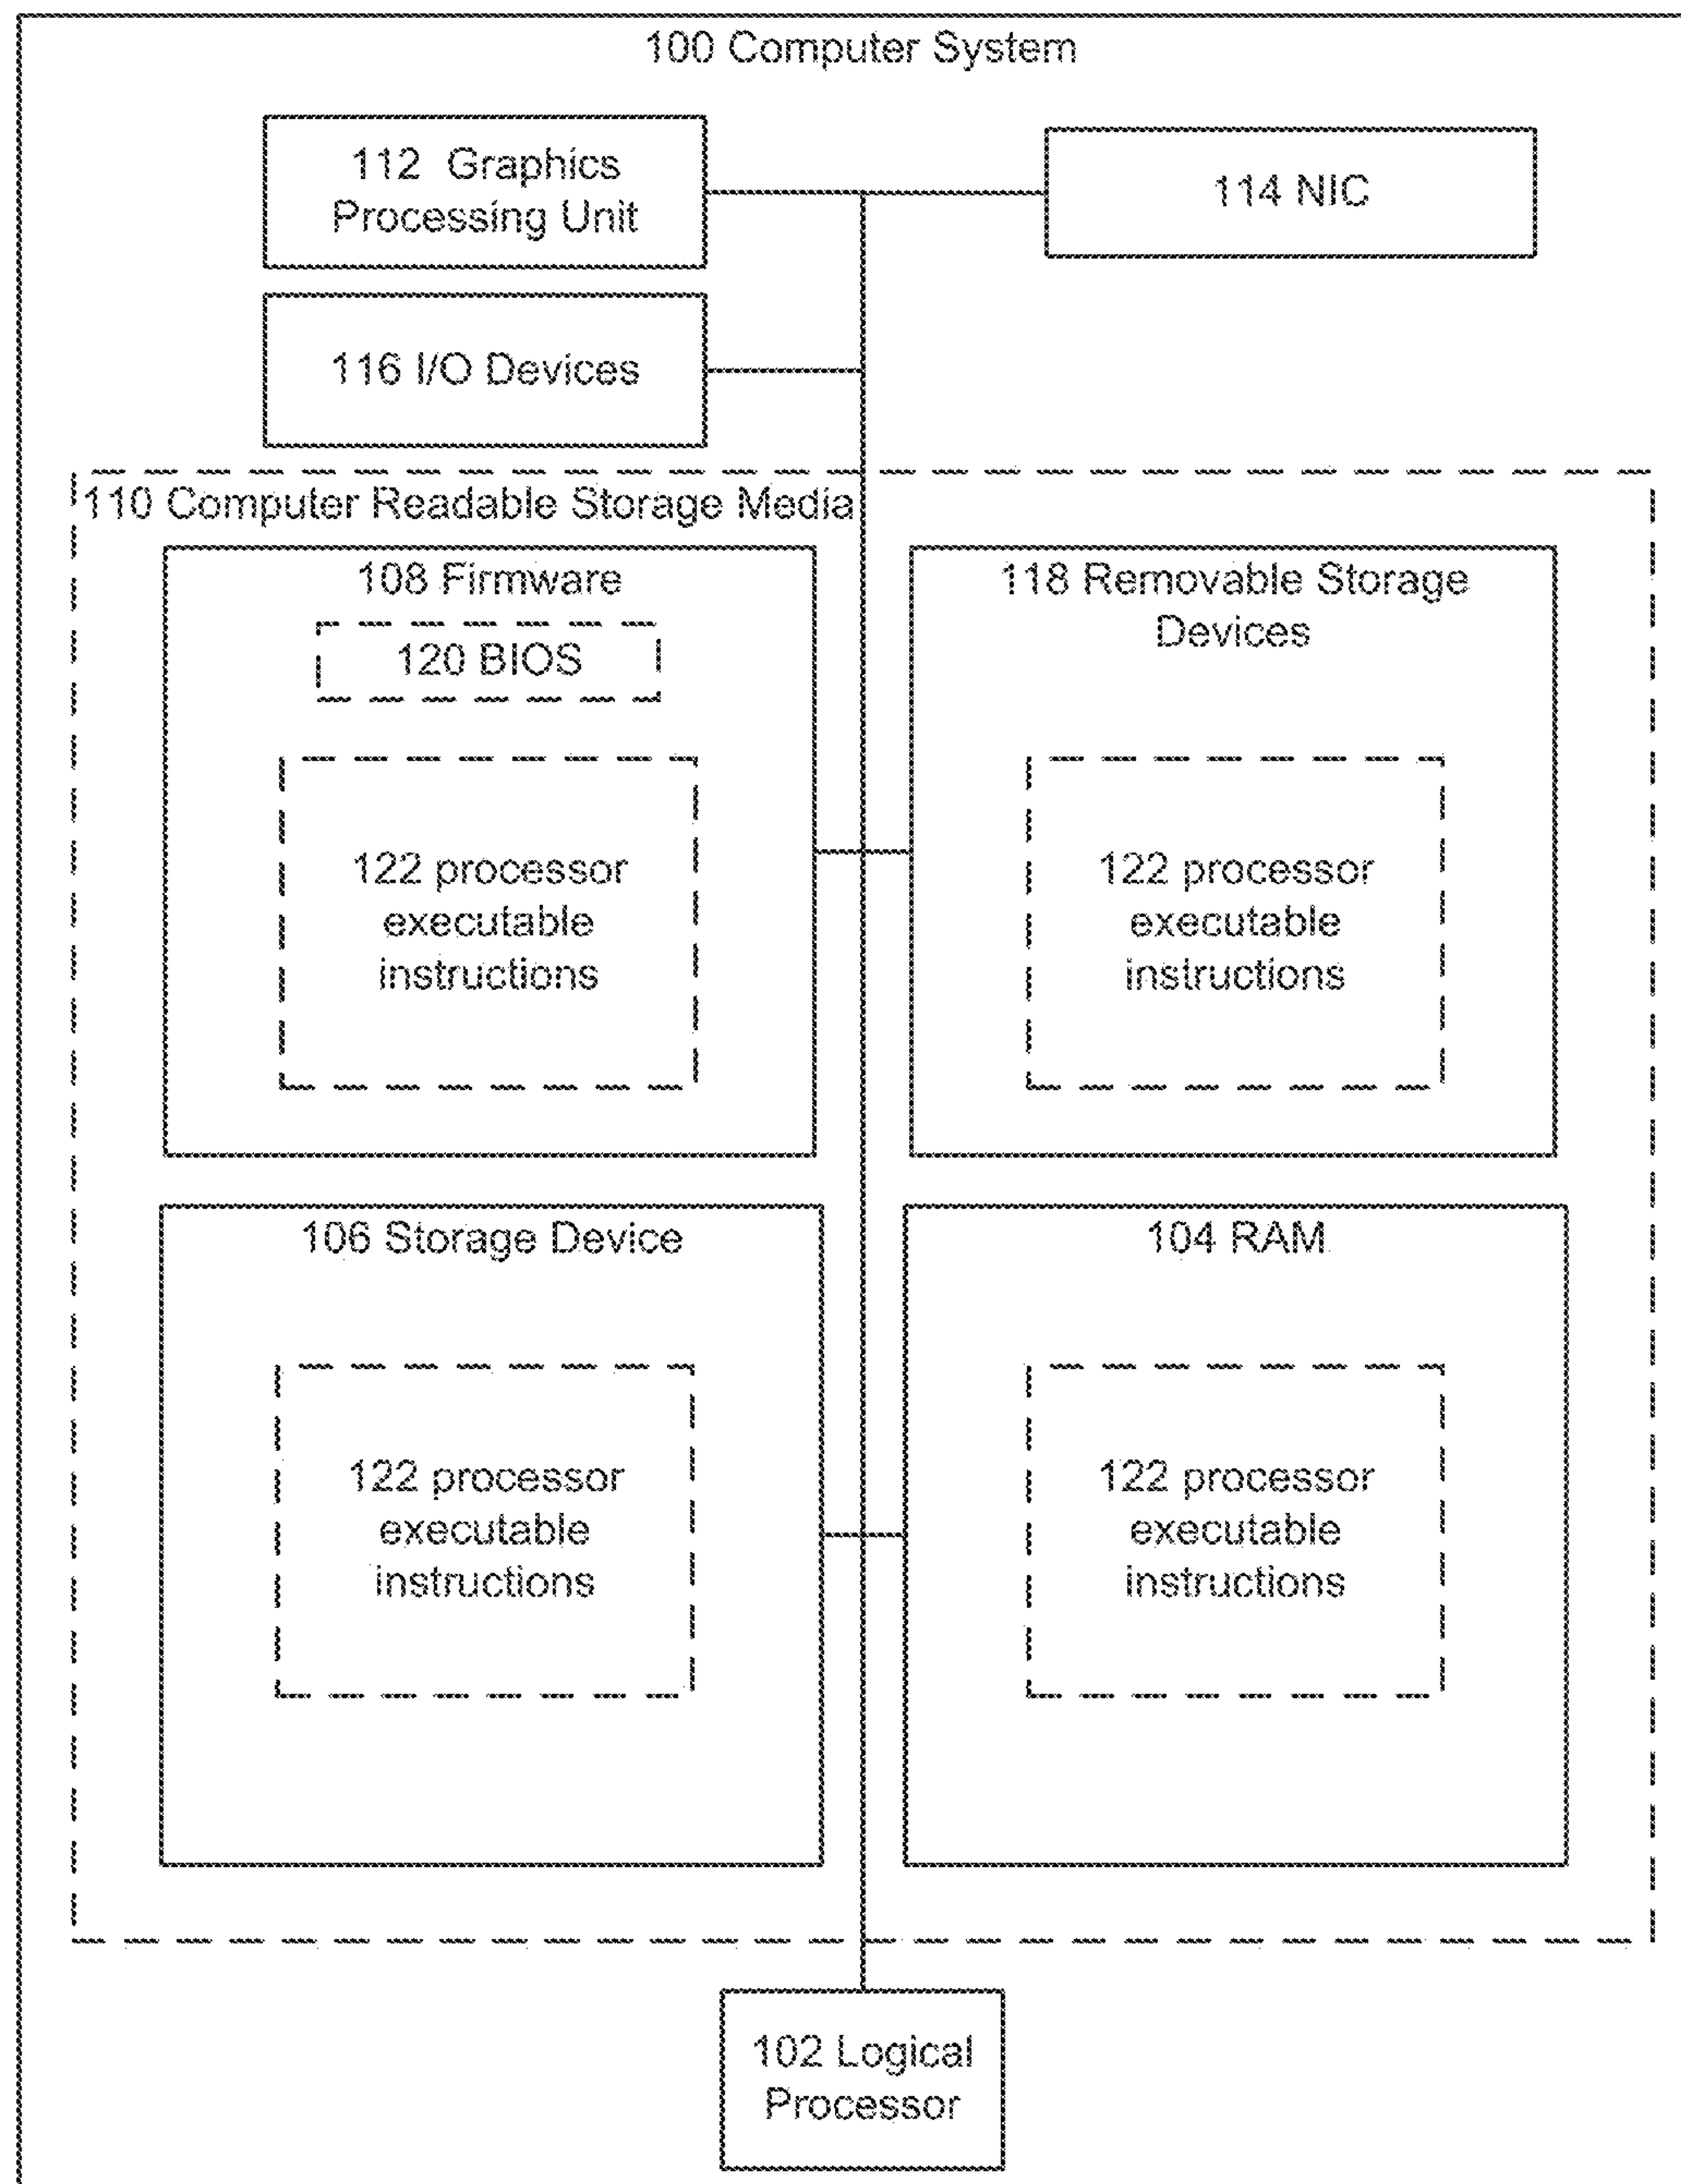 100 Computer System
112 Graphics
Processing Unit
114 NIC
116 I/O Devices
110 Computer Readable Storage Media
108 Firmware
120 BIOS
122 processor
executable
instructions
118 Removable Storage
Devices
122 processor
executable
instructions
106 Storage Device
122 processor
executable
instructions
104 RAM
122 processor
executable
instructions
102 Logical
Processor